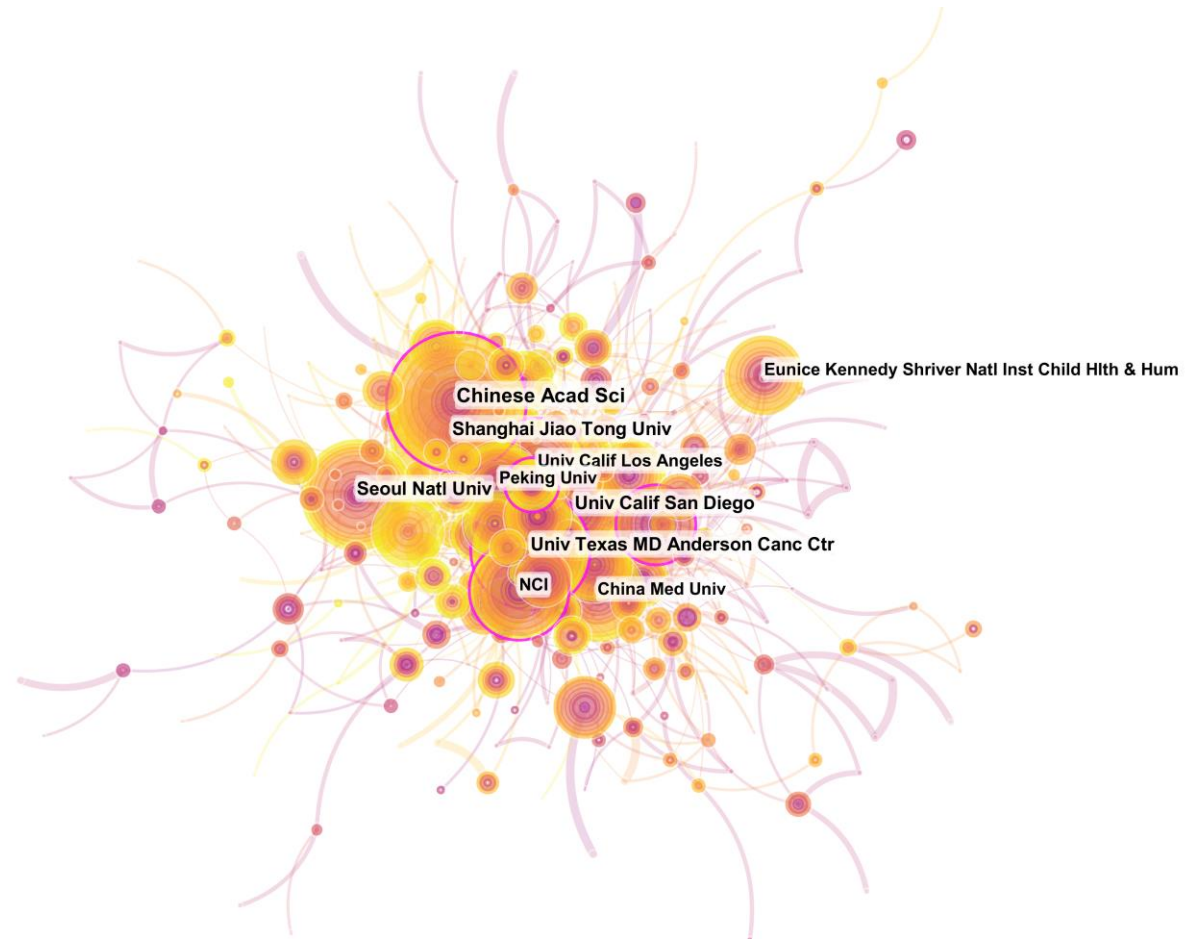 Eunice Kennedy Shriver Natl Inst Child Hlth & Hum
Chinese Acad Sci
Shanghai Jiao Tong Univ
Univ Calif Los Angeles
Peking Univ
Seoul Natl Univ
Univ Calif San Diego
Univ Texas MD Anderson Canc Ctr
NCI
China Med Univ